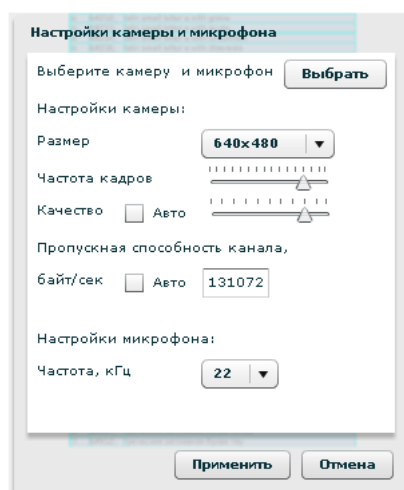 Настройки камеры и микрофона
Выберите камеру и микрофон Выбрать
Настройки камеры:
Размер 640x480
Частота кадров
Качество Авто
Пропускная способность канала,
байт/сек Авто 131072
Настройки микрофона:
Частота, кГц 22
Применить Отмена